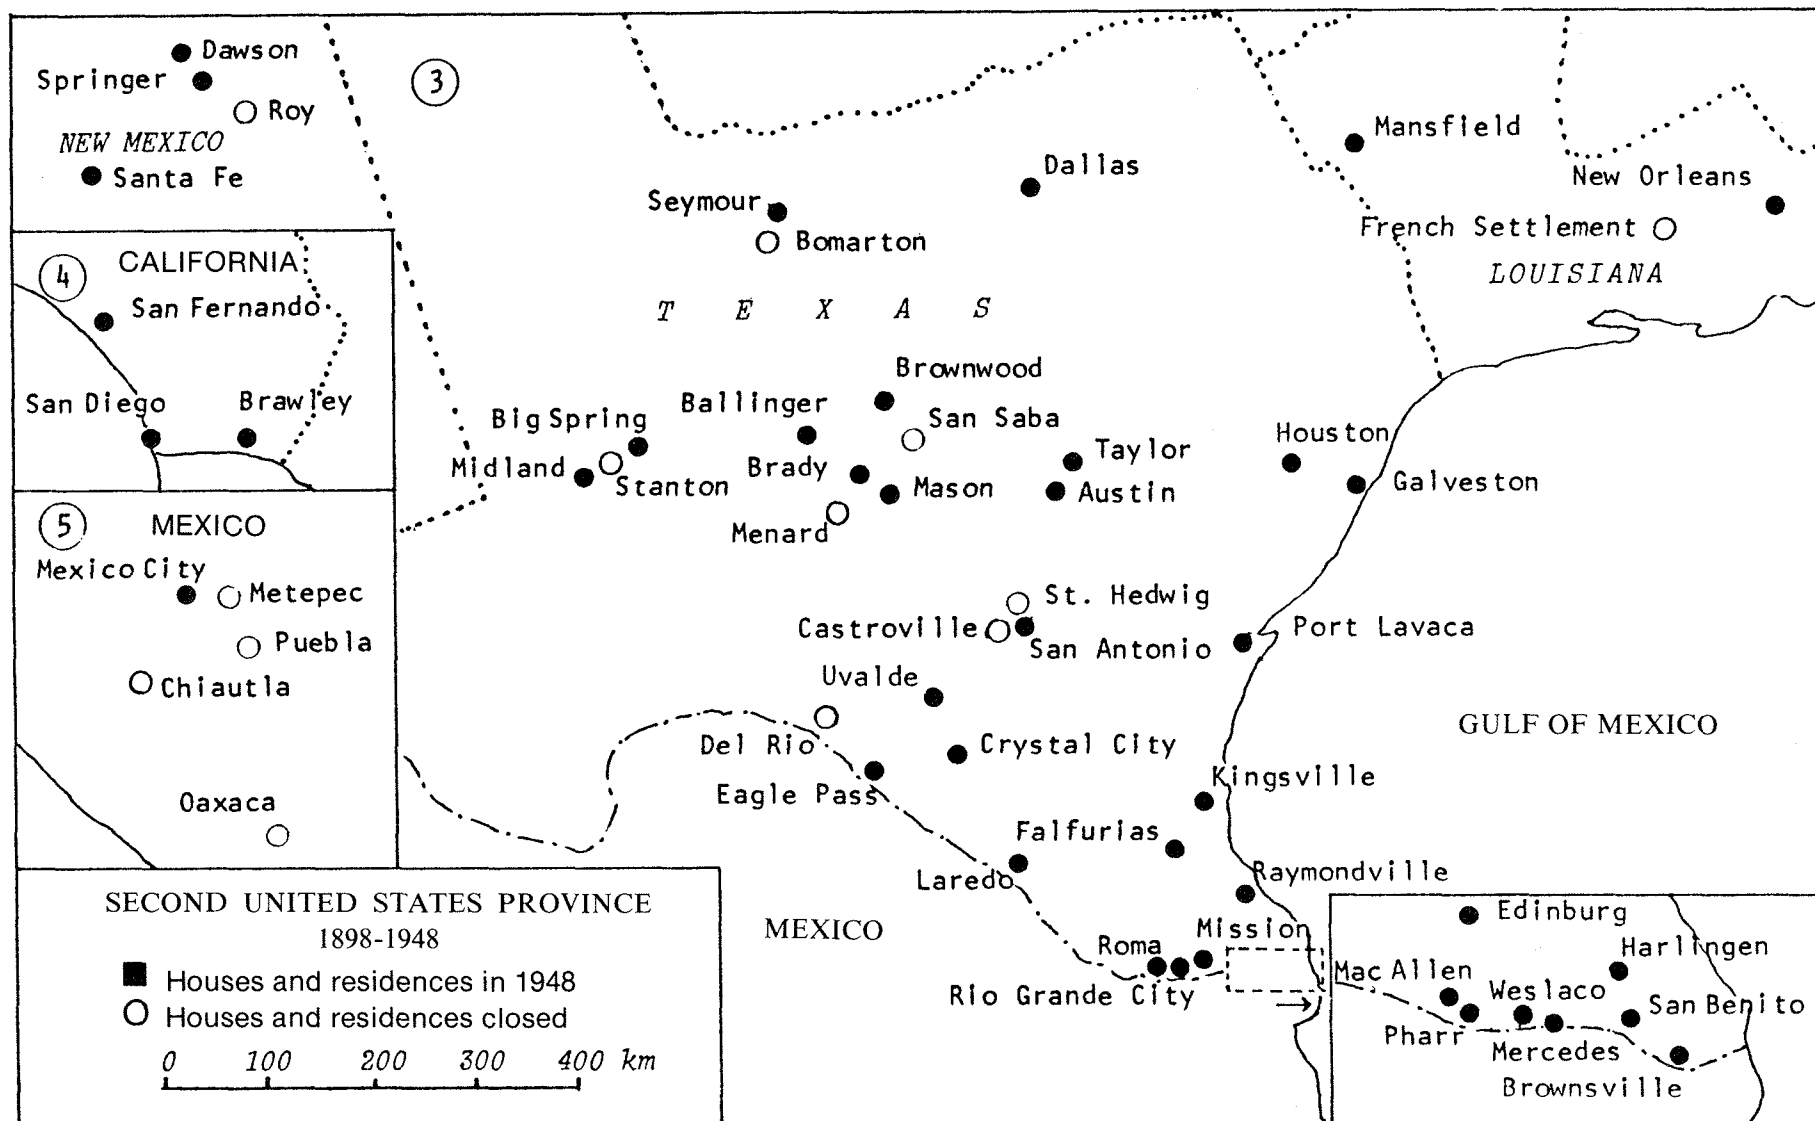 Dawson
Springer
Roy
NEW MEXICO
Santa Fe
3
4
CALIFORNIA
San Fernando
San Diego
Brawley
5
MEXICO
Mexico City
Metepec
Puebla
Chiautla
Oaxaca
Mansfield
Dallas
New Orleans
Seymour
Bomarton
French Settlement
LOUISIANA
T E X A S
Brownwood
Ballinger
San Saba
Big Spring
Houston
Taylor
Midland
Brady
Stanton
Mason
Austin
Galveston
Menard
St. Hedwig
Castroville
San Antonio
Port Lavaca
Uvalde
GULF OF MEXICO
Del Rio
Crystal City
Eagle Pass
Kingsville
Falfurias
Laredo
Raymondville
MEXICO
Mission
Roma
Rio Grande City
Edinburg
Harlingen
Mac Allen
Weslaco
San Benito
Pharr
Mercedes
Brownsville
SECOND UNITED STATES PROVINCE
1898-1948
Houses and residences in 1948
Houses and residences closed
0 100 200 300 400 km